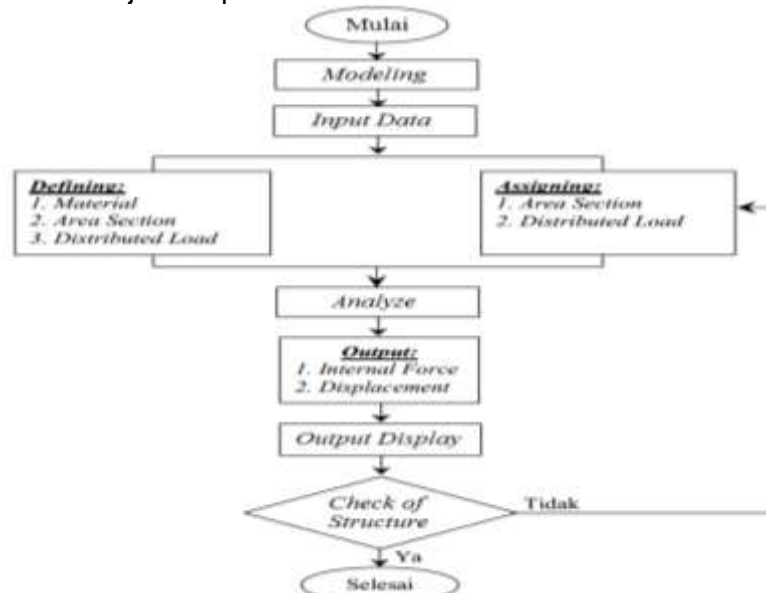 Mulai
Modeling
Input Data
Defining:
1. Material
2. Area Section
3. Distributed Load
Assigning:
1. Area Section
2. Distributed Load
Analyze
Output:
1. Internal Force
2. Displacement
Output Display
Check of
Structure
Tidak
Ya
Selesai